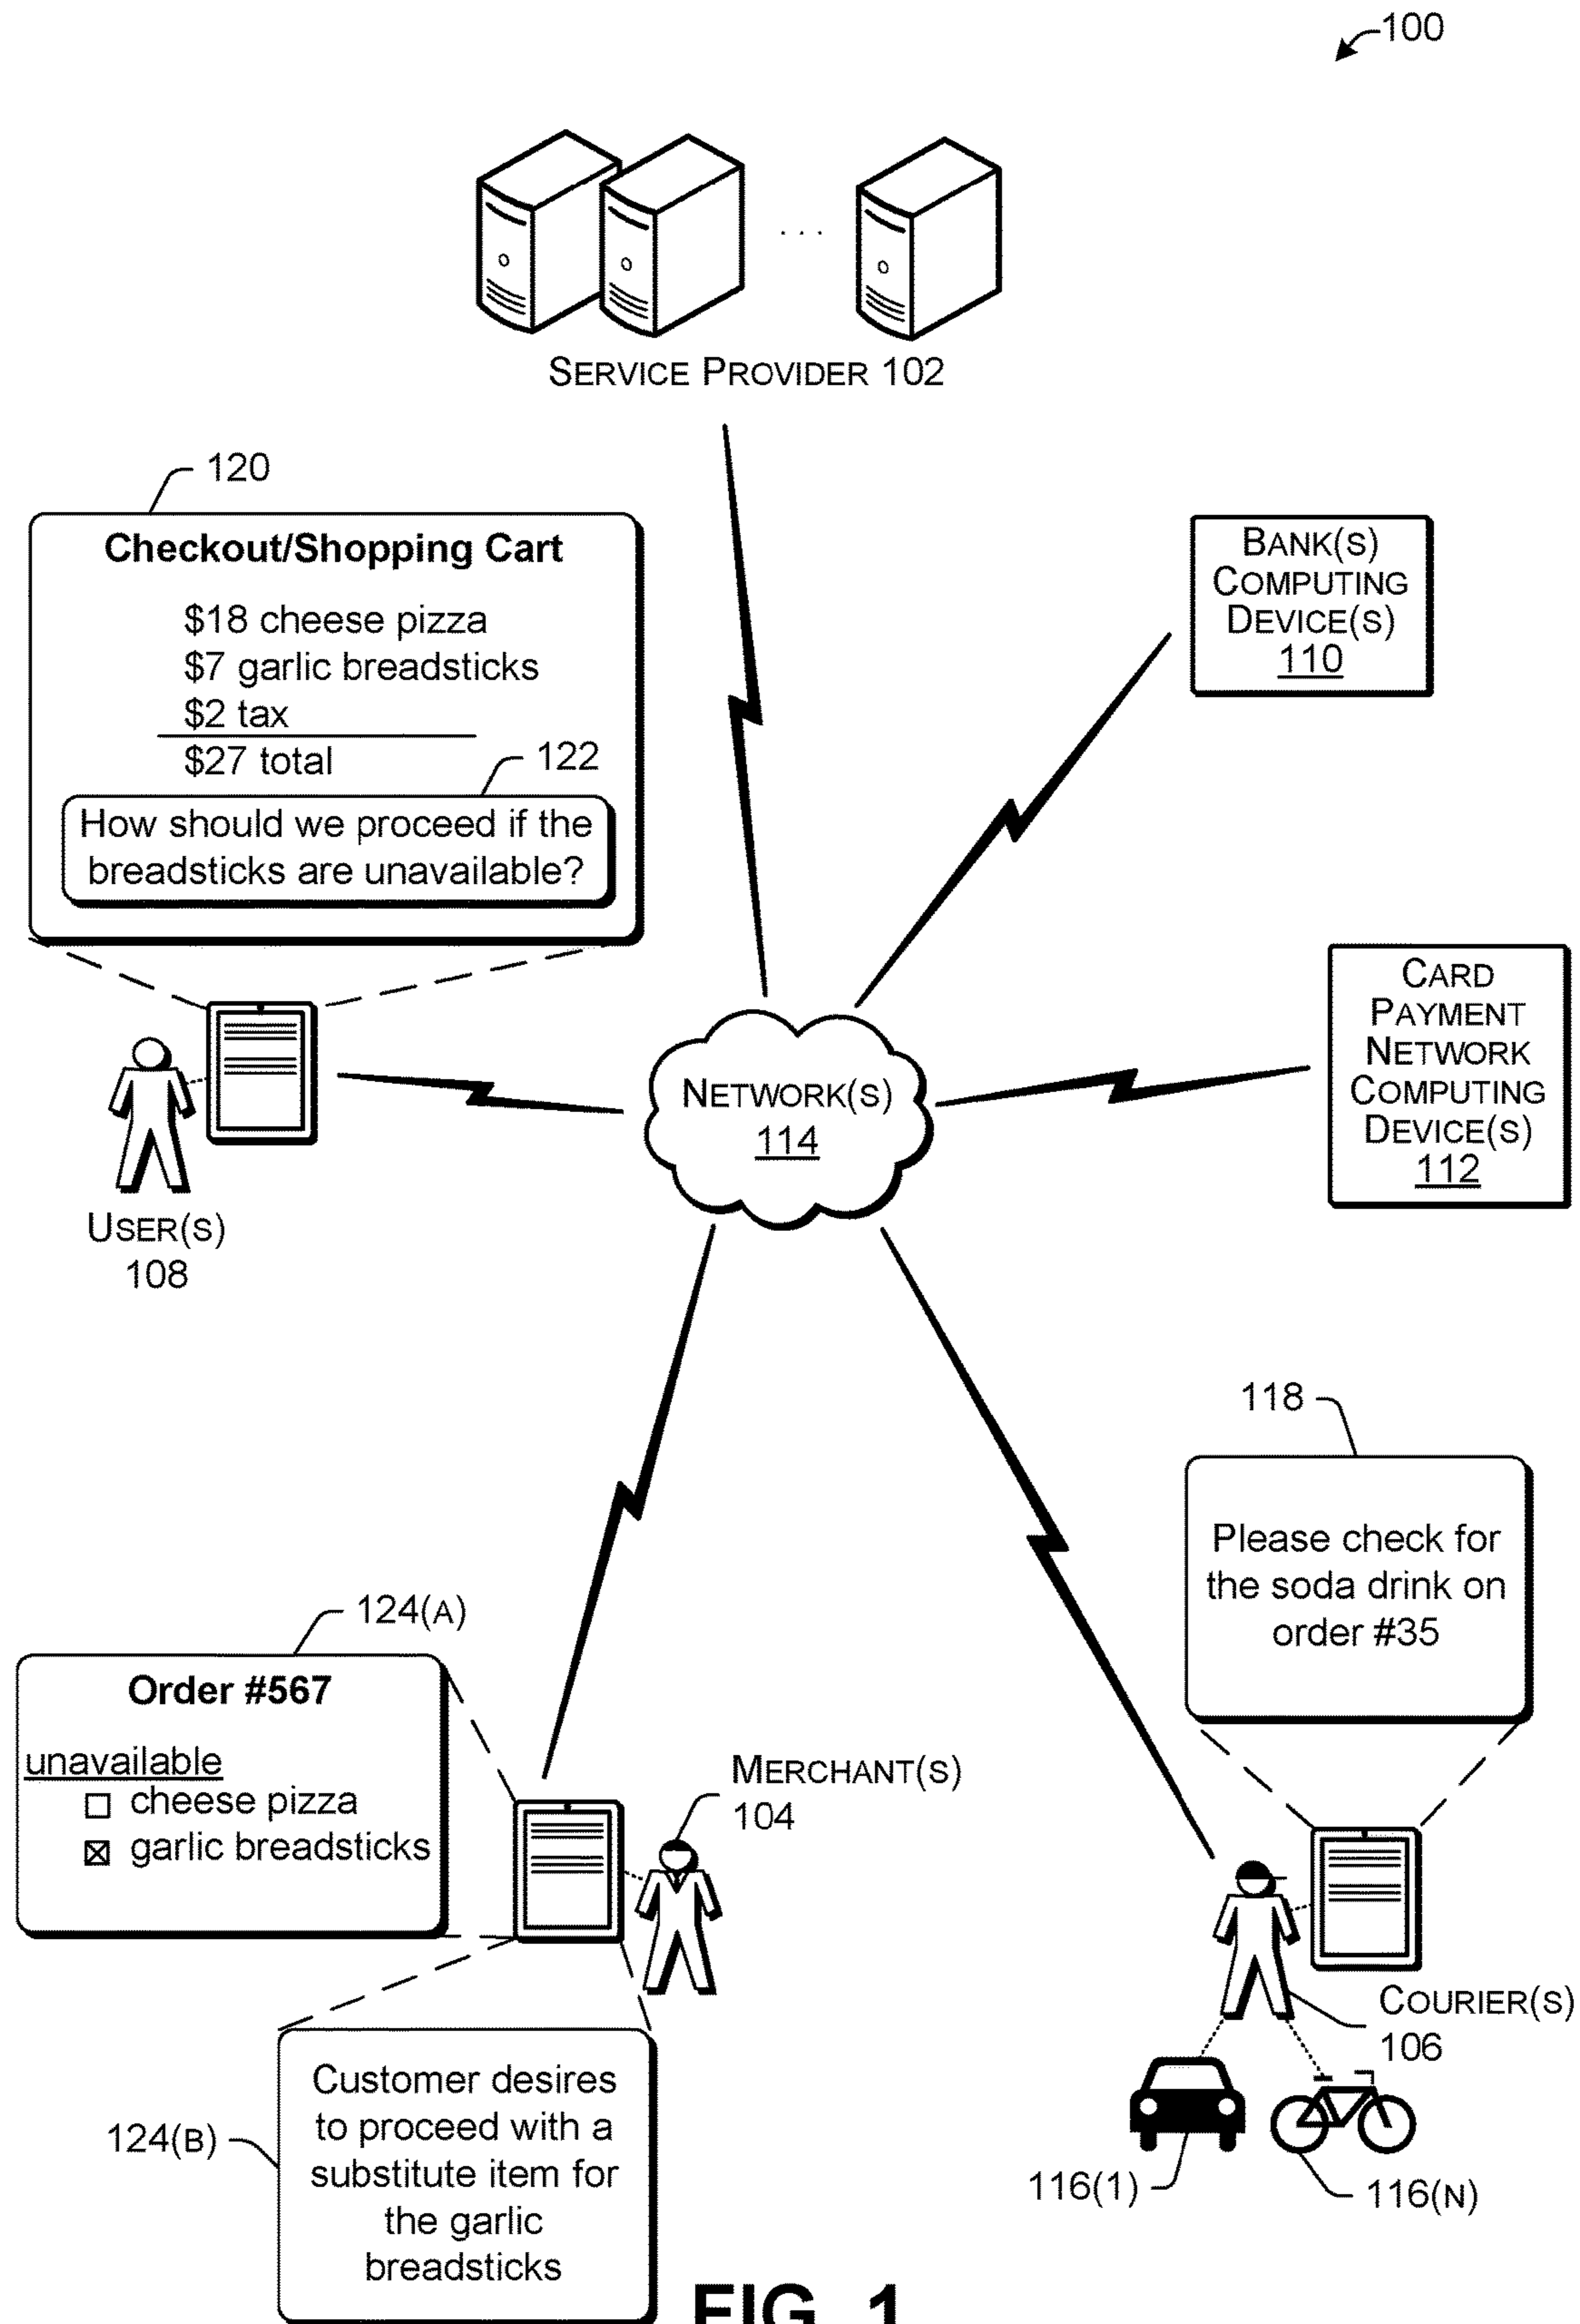 100
SERVICE PROVIDER 102
120
Checkout/Shopping Cart
$18 cheese pizza
$7 garlic breadsticks
$2 tax
$27 total
122
How should we proceed if the
breadsticks are unavailable?
BANK(S)
COMPUTING
DEVICE(S)
110
CARD
PAYMENT
NETWORK
COMPUTING
DEVICE(S)
112
NETWORK(S)
114
USER(S)
108
118
Please check for
the soda drink on
order #35
124(A)
Order #567
unavailable
cheese pizza
garlic breadsticks
MERCHANT(S)
104
COURIER(S)
106
124(B)
Customer desires
to proceed with a
substitute item for
the garlic
breadsticks
116(1)
116(N)
FIG. 1